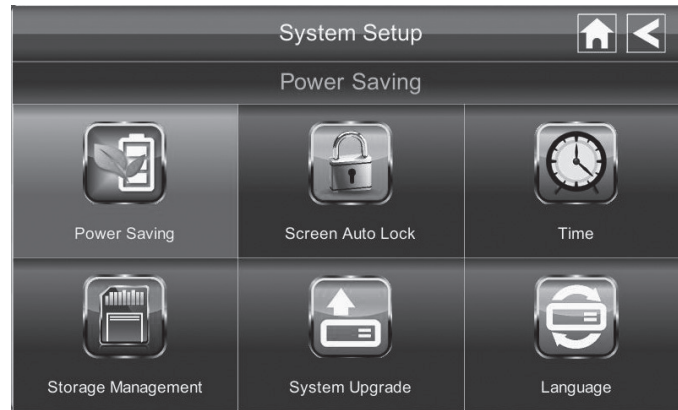 System Setup
Power Saving
Power Saving
Screen Auto Lock
Time
Storage Management
System Upgrade
Language